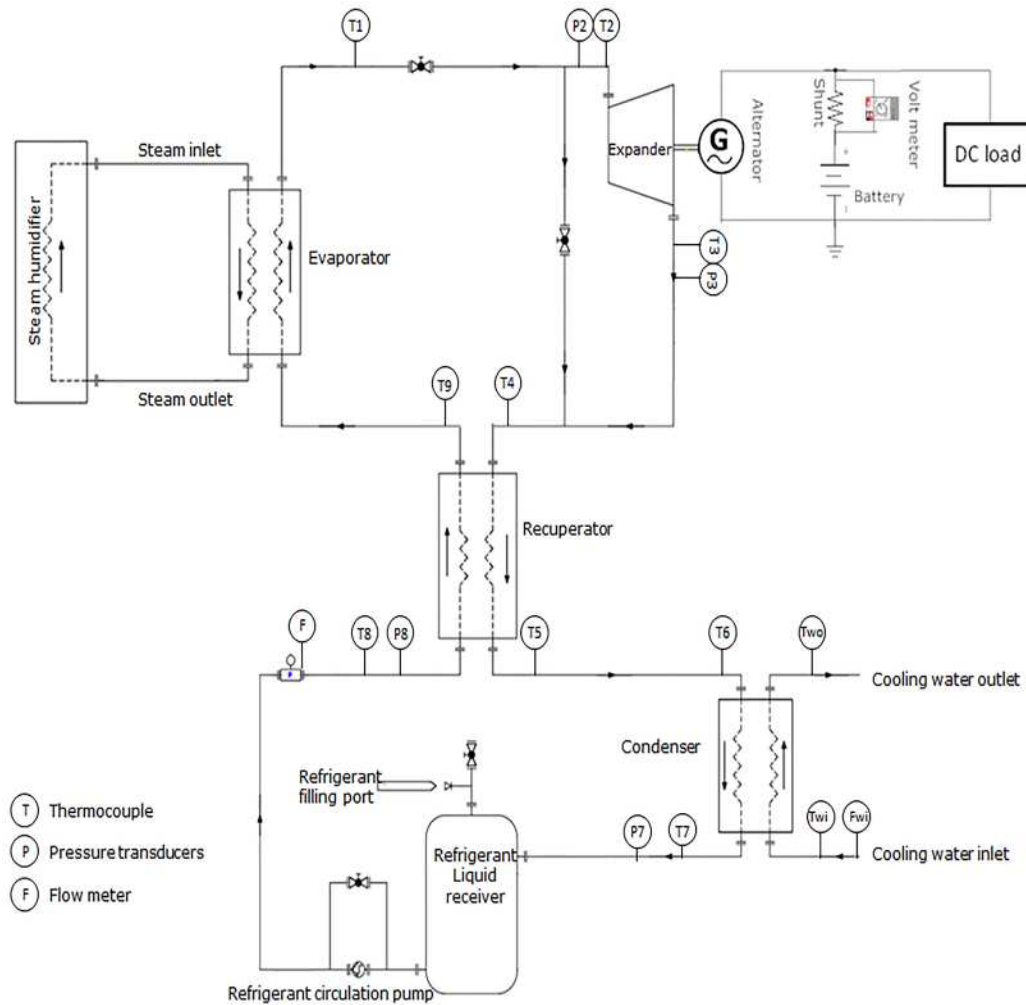 T1
P2
T2
Steam inlet
Steam humidifier
Evaporator
Steam outlet
Expander
G
Alternator
Shunt
Volt meter
Battery
+
-
DC load
T3
P3
T9
T4
Recuperator
F
T8
P8
T5
T6
Two
Cooling water outlet
Condenser
Refrigerant
filling port
T
Thermocouple
P
Pressure transducers
F
Flow meter
Refrigerant
Liquid
receiver
P7
T7
Twi
Fwi
Cooling water inlet
Refrigerant circulation pump